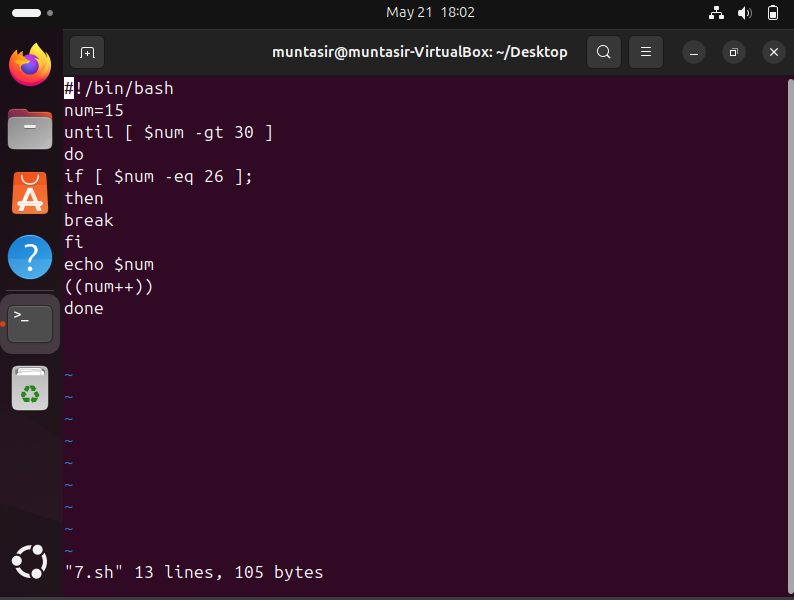 May 21 18:02
muntasir@muntasir-VirtualBox: ~/Desktop
#!/bin/bash
num=15
until [ $num -gt 30 ]
do
if [ $num -eq 26 ];
then
break
fi
echo $num
((num++))
done
~
~
~
~
~
~
~
~
~
"7.sh" 13 lines, 105 bytes